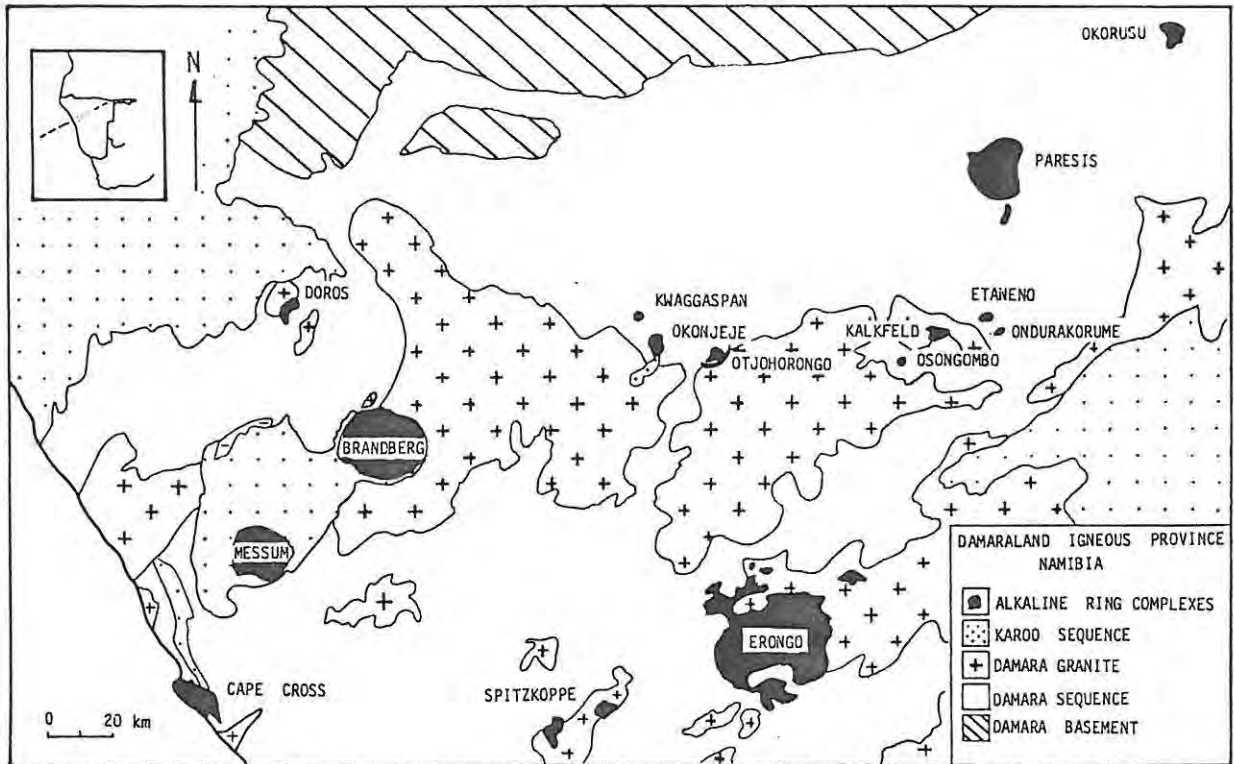 OKORUSU
N
PARESIS
DOROS
KWAGGASPAN
ETANENO
OKONJEJE
KALKFELD
ONDURAKORUME
OTJOHORONGO
OSONGOMBO
BRANDBERG
MESSUM
ERONGO
CAPE CROSS
SPITZKOPPE
0 20 km
DAMARALAND IGNEOUS PROVINCE
NAMIBIA
ALKALINE RING COMPLEXES
KAROO SEQUENCE
DAMARA GRANITE
DAMARA SEQUENCE
DAMARA BASEMENT